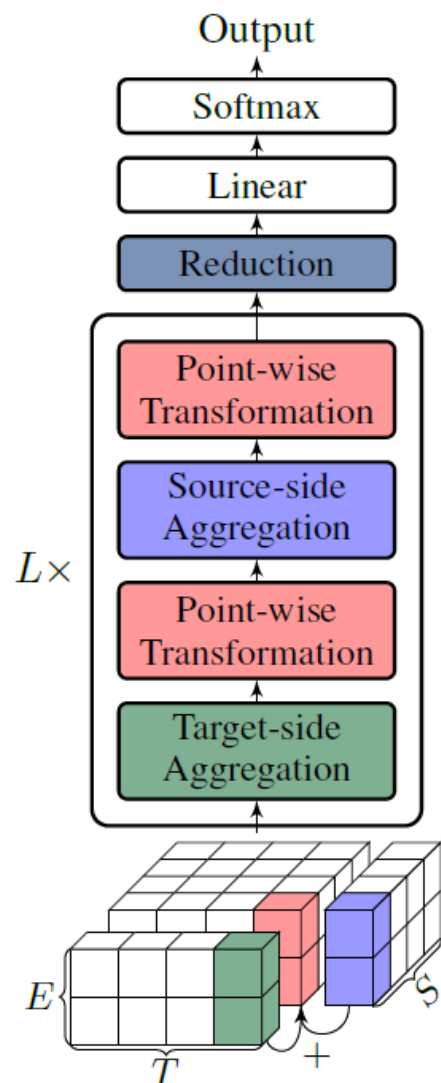 Output
Softmax
Linear
Reduction
Point-wise
Transformation
Source-side
Aggregation
L×
Point-wise
Transformation
Target-side
Aggregation
E
S
T
+